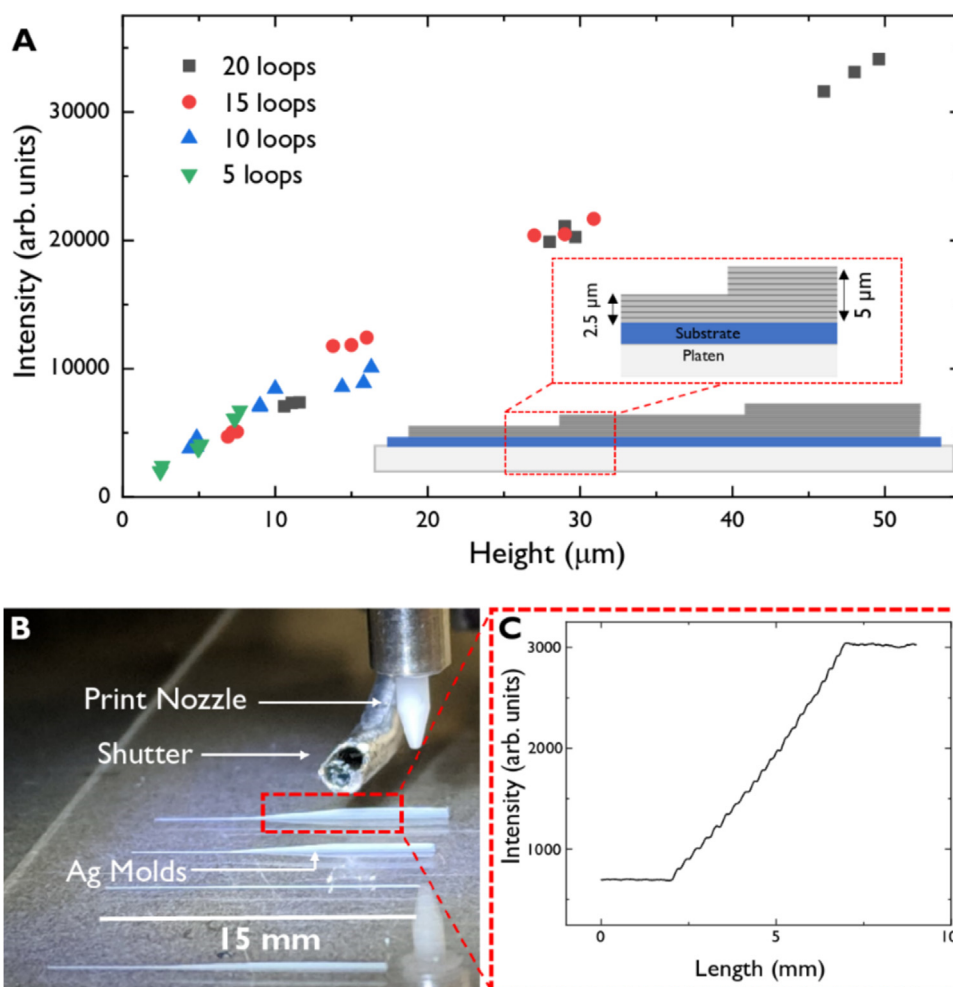 A
20 loops
15 loops
10 loops
5 loops
Intensity (arb. units)
30000
20000
10000
0
0 10 20 30 40 50
Height (μm)
2.5 μm
5 μm
Substrate
Platen
B
Print Nozzle
Shutter
Ag Molds
15 mm
C
Intensity (arb. units)
3000
2000
1000
0 5 10
Length (mm)